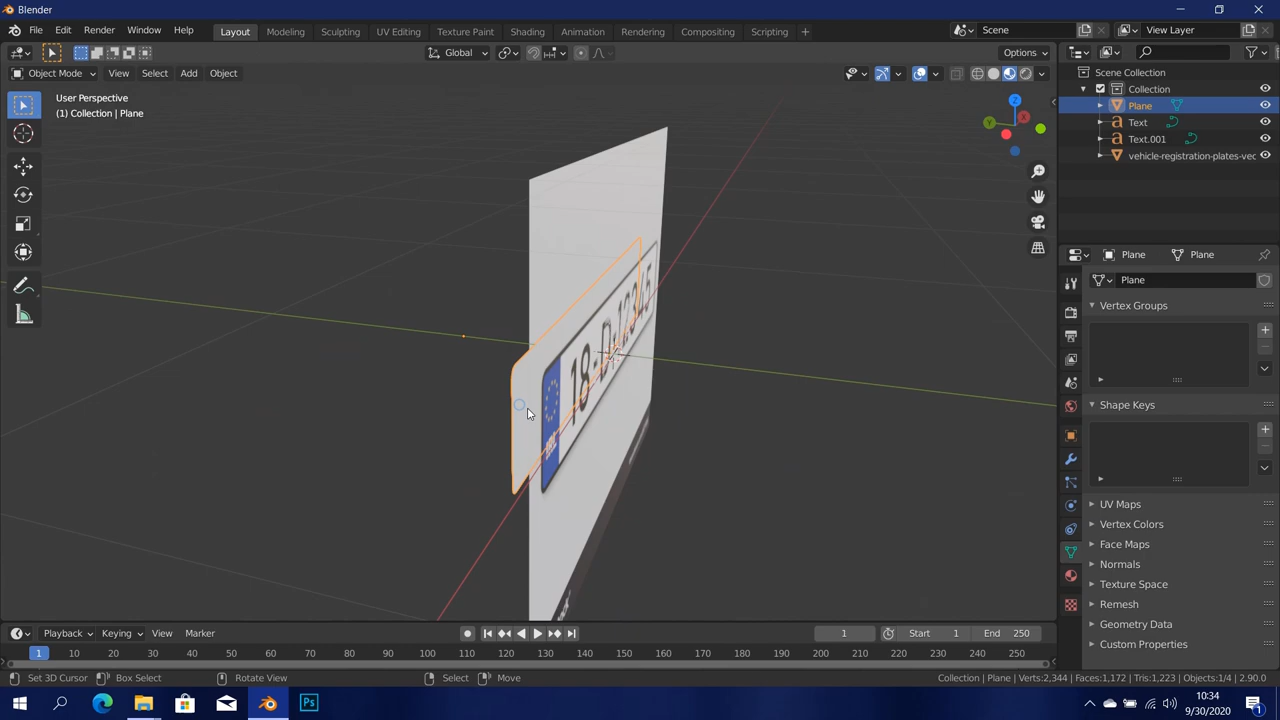 Blender
File Edit Render Window Help
Layout Modeling Sculpting UV Editing Texture Paint Shading Animation Rendering Compositing Scripting +
Scene
View Layer
Global
Options
Object Mode View Select Add Object
User Perspective
(1) Collection | Plane
Z
X
Y
Scene Collection
Collection
Plane
Text
Text.001
vehicle-registration-plates-vec
18-D-12345
IRL
Plane
Plane
Plane
Vertex Groups
Shape Keys
UV Maps
Vertex Colors
Face Maps
Normals
Texture Space
Remesh
Geometry Data
Custom Properties
Playback Keying View Marker
1
Start 1
End 250
1 10 20 30 40 50 60 70 80 90 100 110 120 130 140 150 160 170 180 190 200 210 220 230 240 250
Set 3D Cursor Box Select Rotate View Select Move
Collection | Plane | Verts:2,344 | Faces:1,172 | Tris:1,223 | Objects:1/4 | 2.90.0
Ps
10:34
9/30/2020
1